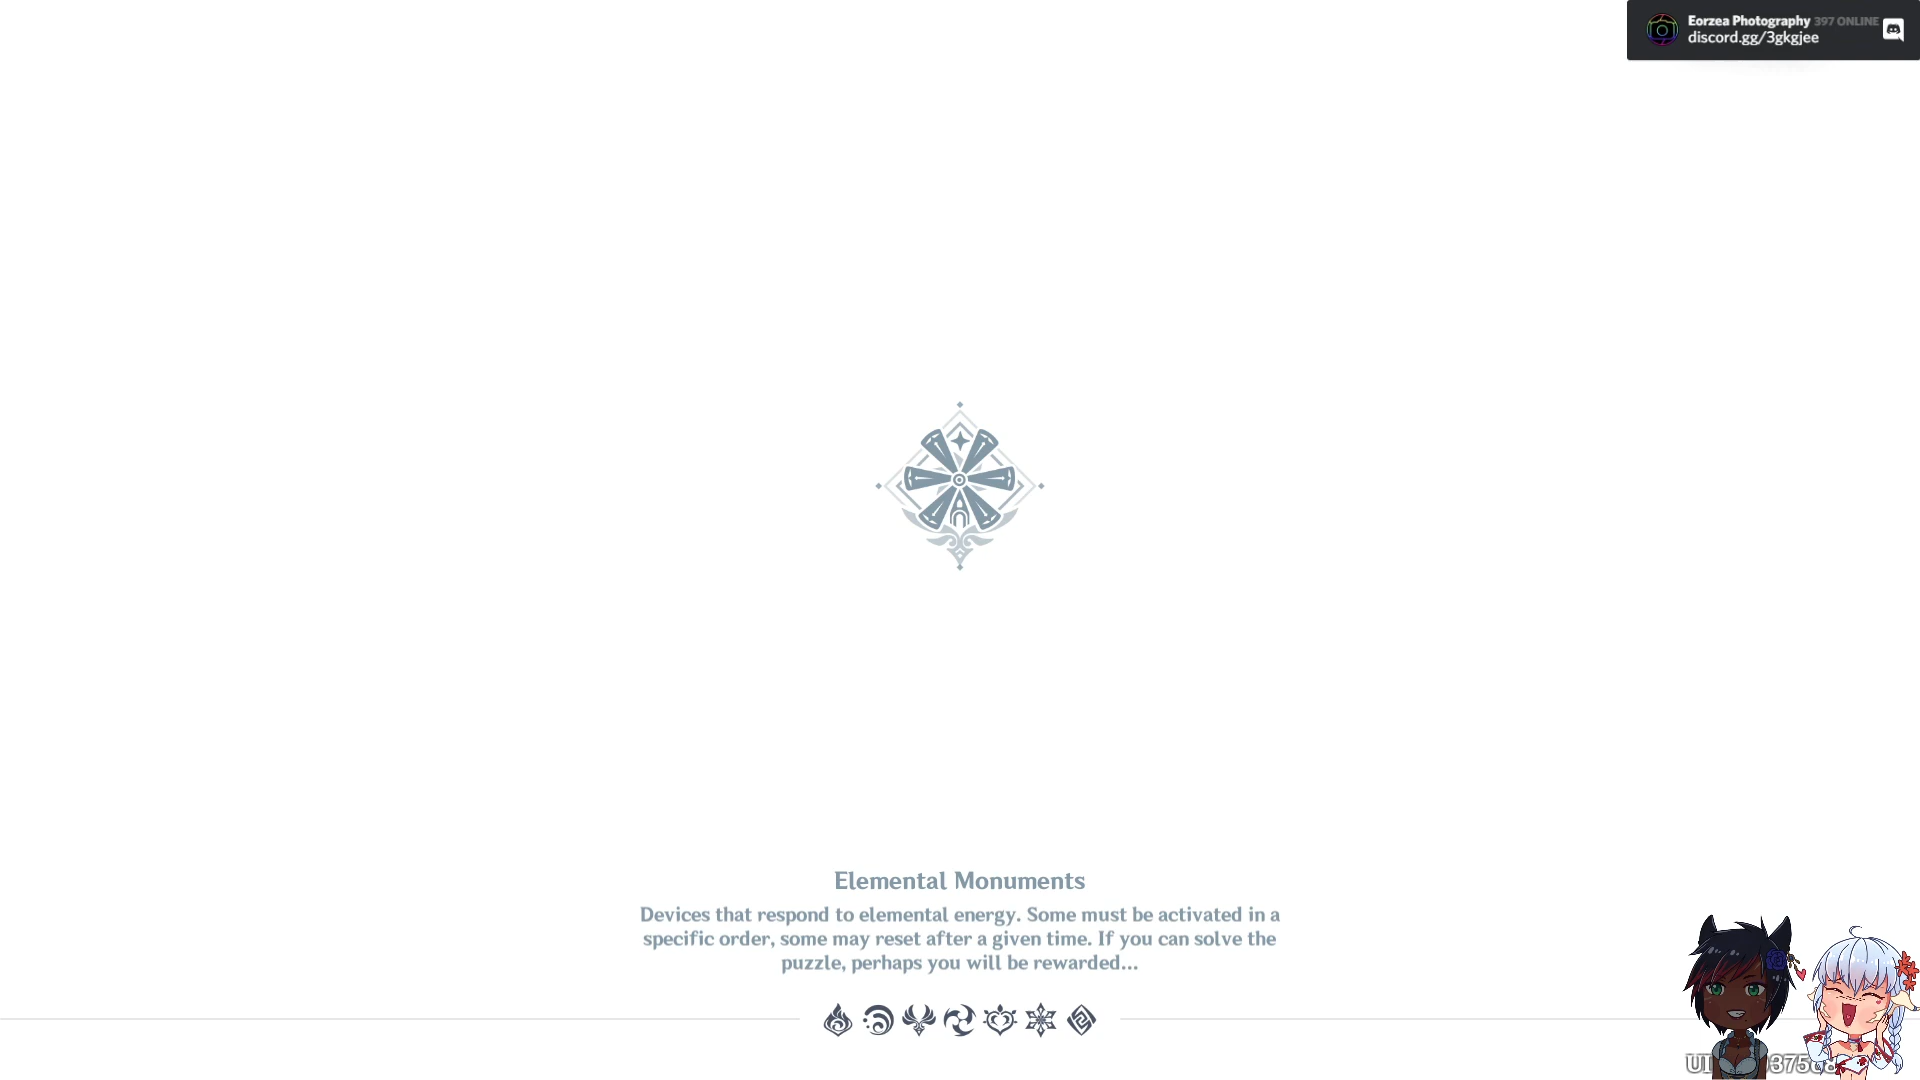 Eorzea Photography 397 ONLINE
discord.gg/3gkgjee
Elemental Monuments
Devices that respond to elemental energy. Some must be activated in a
specific order, some may reset after a given time. If you can solve the
puzzle, perhaps you will be rewarded...